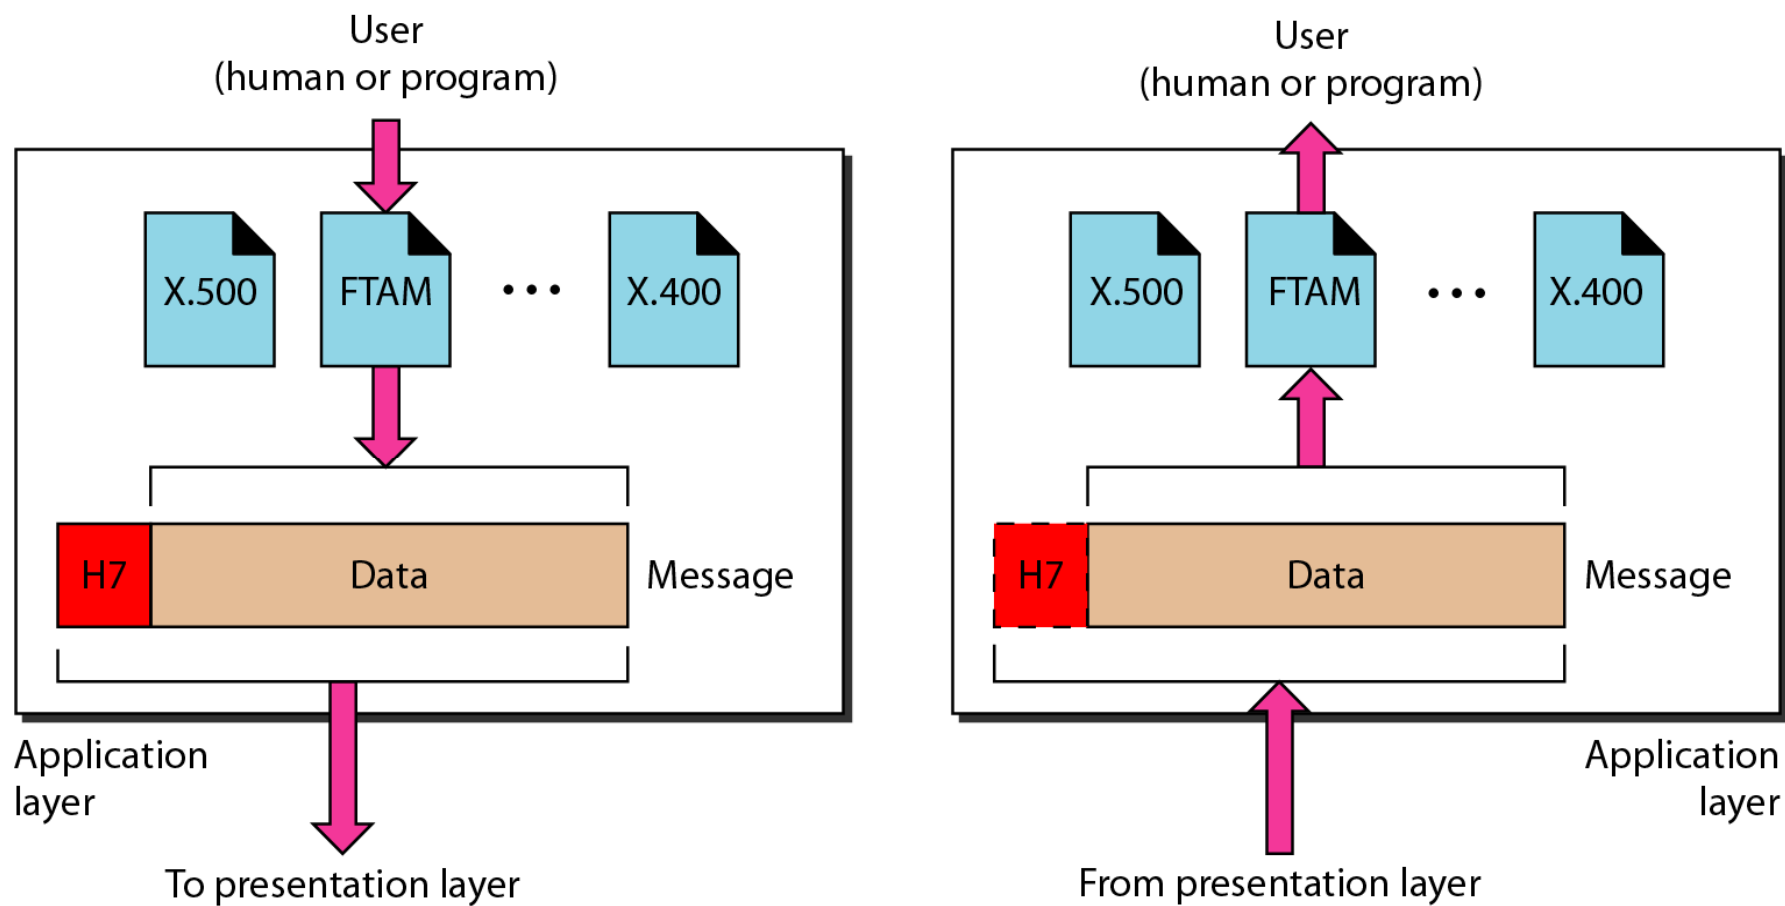 User
(human or program)
X.500
FTAM
...
X.400
H7
Data
Message
Application
layer
To presentation layer
User
(human or program)
X.500
FTAM
...
X.400
H7
Data
Message
Application
layer
From presentation layer